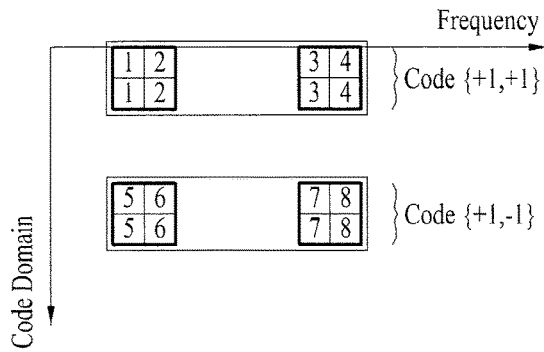 Frequency
1 2 3 4
1 2 3 4
Code {+1,+1}
5 6 7 8
5 6 7 8
Code {+1,-1}
Code Domain